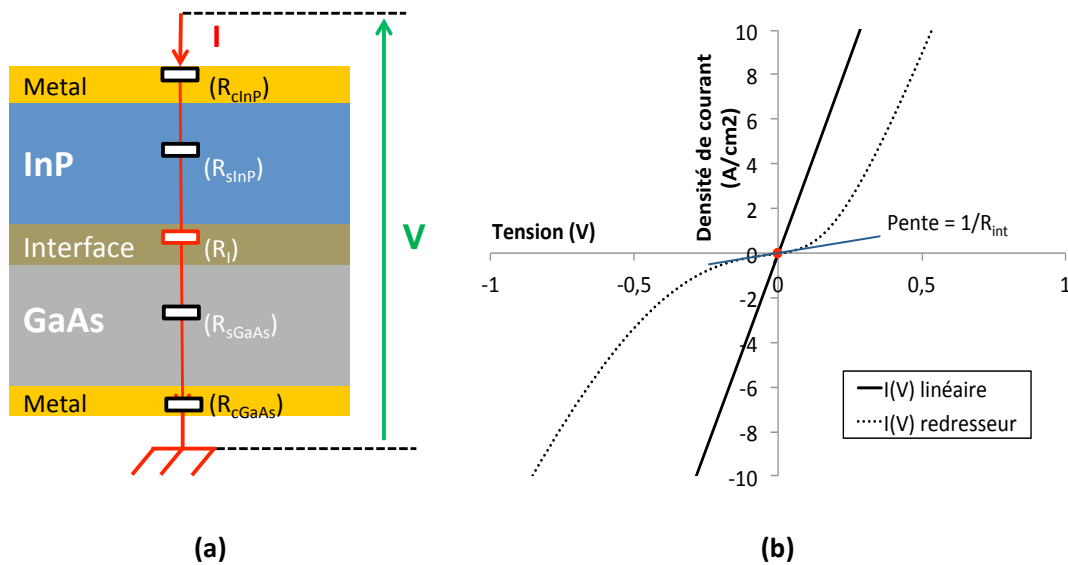 I
V
Metal
(RcInP)
InP
(RsInP)
Interface
(RI)
GaAs
(RsGaAs)
Metal
(RcGaAs)
(a)
Densité de courant
(A/cm2)
10
8
6
4
2
0
-2
-4
-6
-8
-10
Tension (V)
-1
-0,5
0
0,5
1
Pente = 1/Rint
I(V) linéaire
I(V) redresseur
(b)